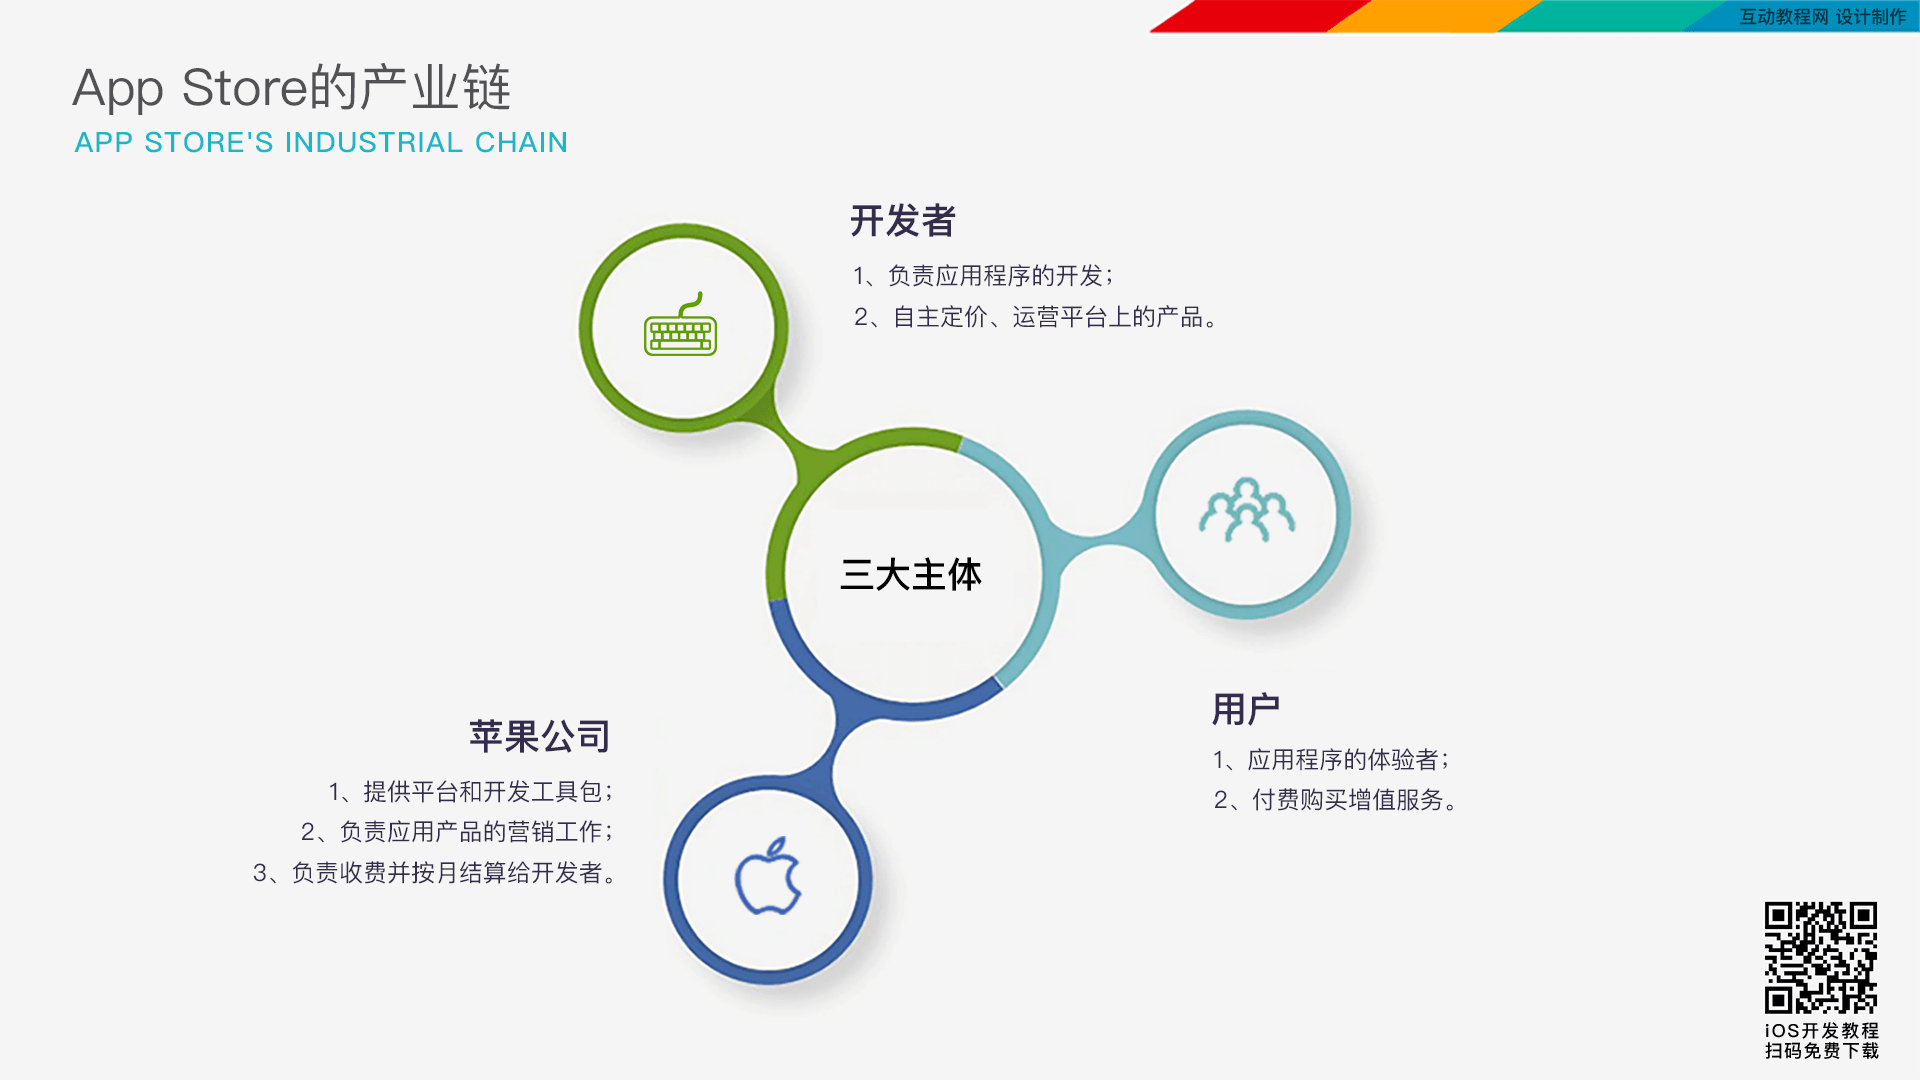 互动教程网 设计制作
App Store的产业链
APP STORE'S INDUSTRIAL CHAIN
开发者
1、负责应用程序的开发；
2、自主定价、运营平台上的产品。
三大主体
用户
1、应用程序的体验者；
2、付费购买增值服务。
苹果公司
1、提供平台和开发工具包；
2、负责应用产品的营销工作；
3、负责收费并按月结算给开发者。
iOS开发教程
扫码免费下载